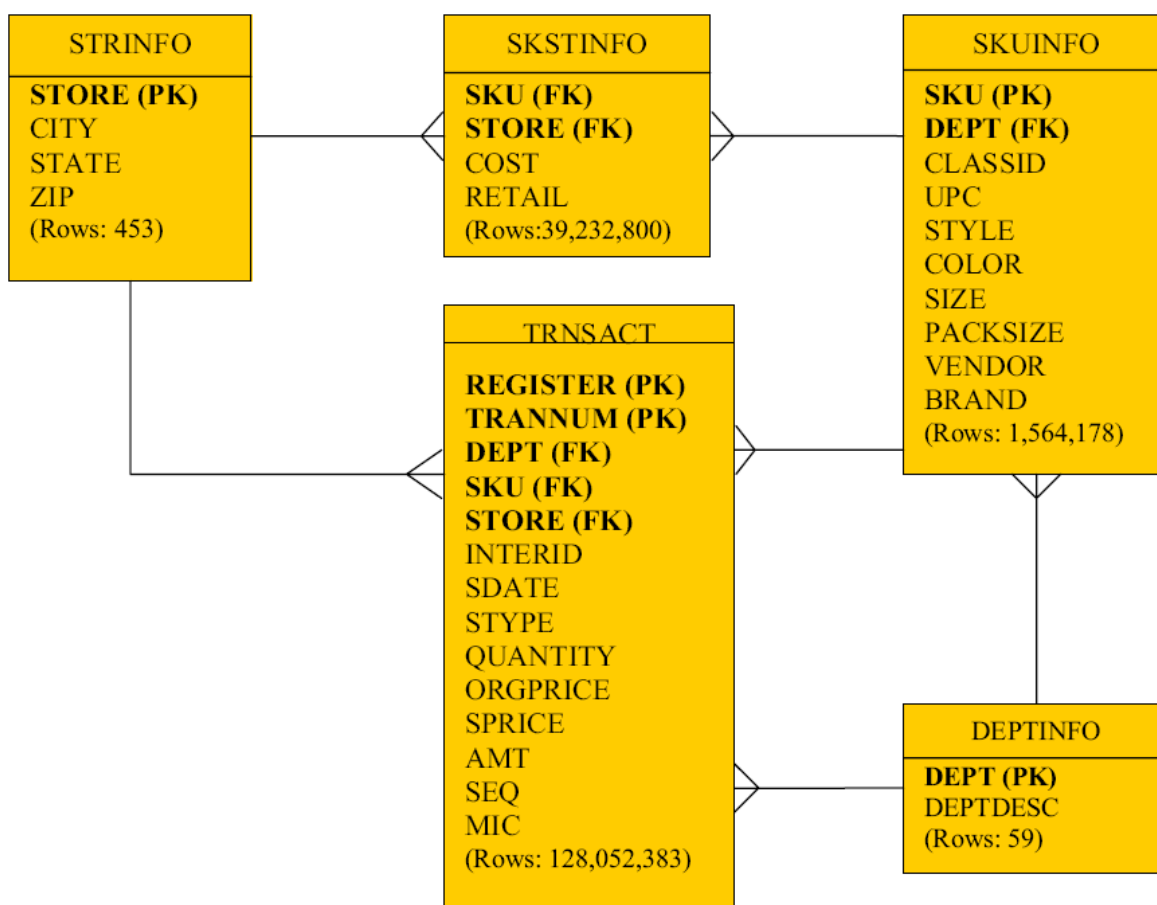 STRINFO
STORE (PK)
CITY
STATE
ZIP
(Rows: 453)
SKSTINFO
SKU (FK)
STORE (FK)
COST
RETAIL
(Rows:39,232,800)
SKUINFO
SKU (PK)
DEPT (FK)
CLASSID
UPC
STYLE
COLOR
SIZE
PACKSIZE
VENDOR
BRAND
(Rows: 1,564,178)
TRNSACT
REGISTER (PK)
TRANNUM (PK)
DEPT (FK)
SKU (FK)
STORE (FK)
INTERID
SDATE
STYPE
QUANTITY
ORGPRICE
SPRICE
AMT
SEQ
MIC
(Rows: 128,052,383)
DEPTINFO
DEPT (PK)
DEPTDESC
(Rows: 59)